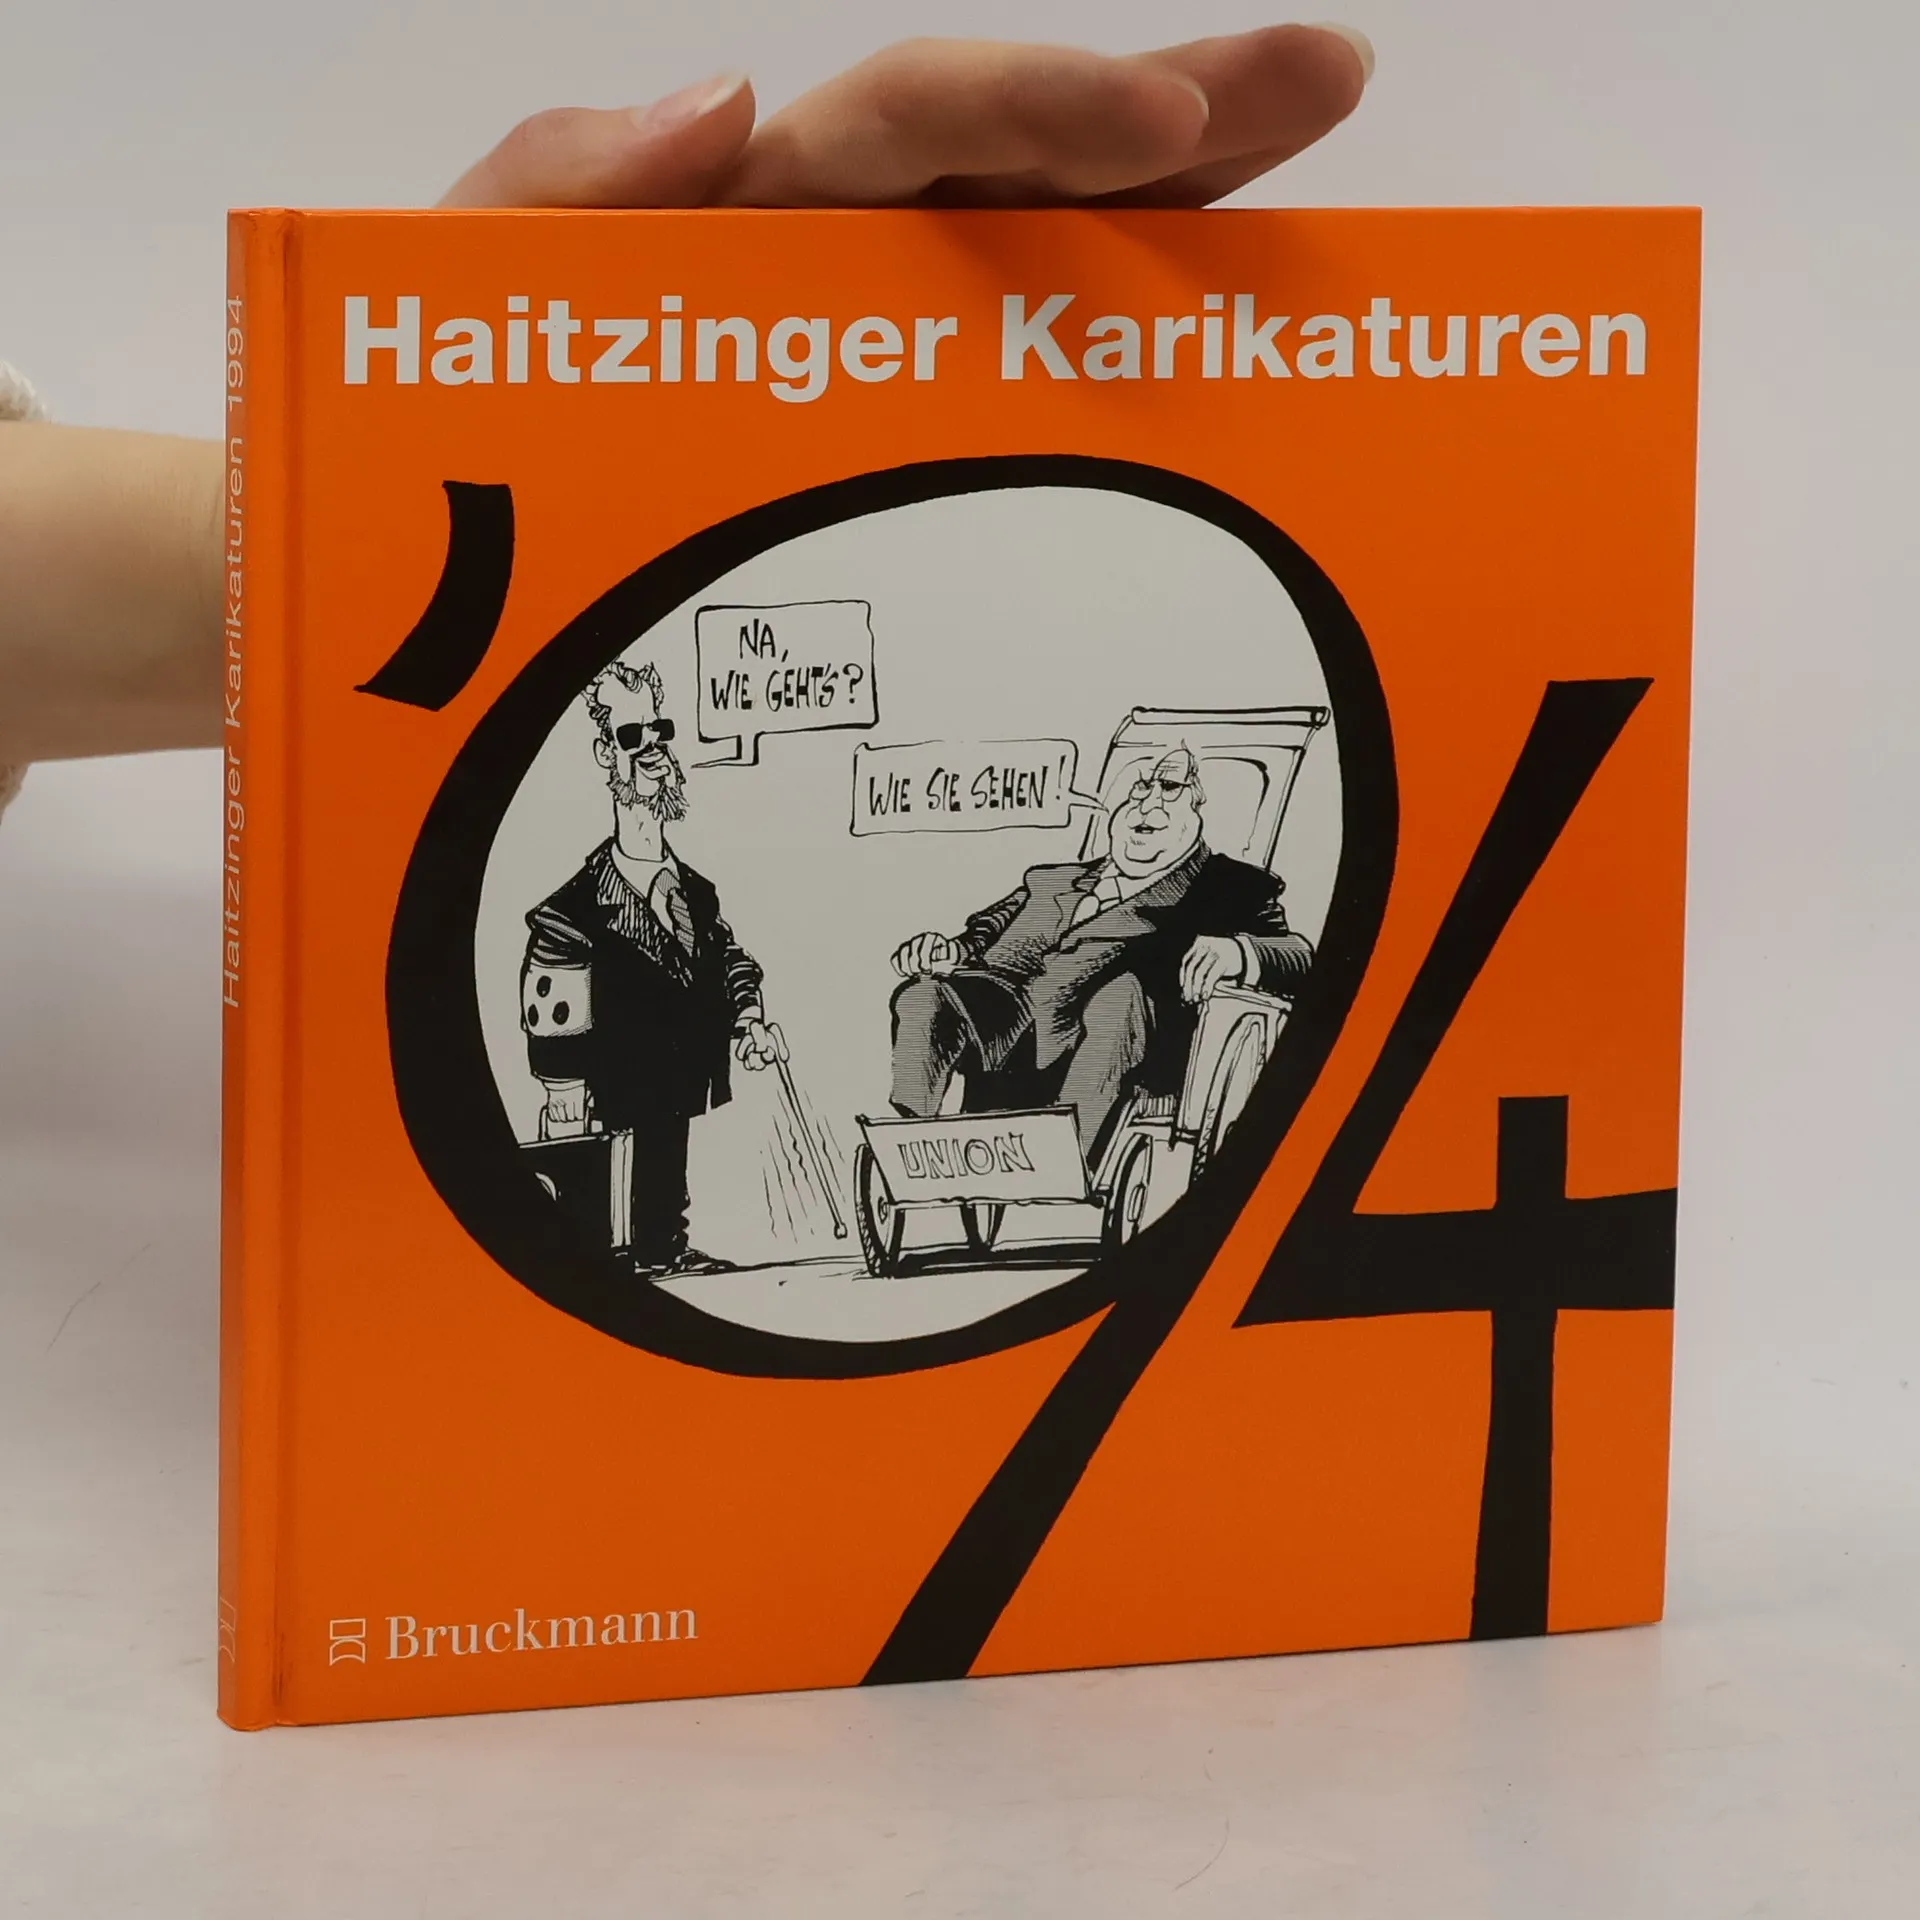 Haitzinger Karikaturen
'94
NA,
WIE GEHT'S?
WIE SIE SEHEN!
UNION
Bruckmann
Haitzinger Karikaturen 1994